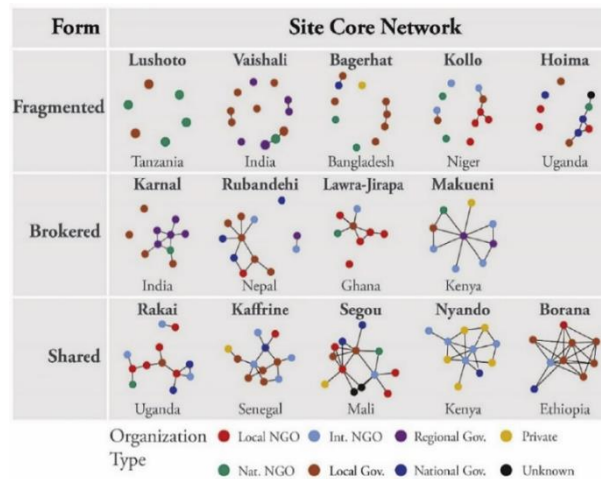 Form Site Core Network
Lushoto Vaishali Bagerhat Kollo Hoima
Fragmented
Tanzania India Bangladesh Niger Uganda
Karnal Rubandehi Lawra-Jirapa Makueni
Brokered
India Nepal Ghana Kenya
Rakai Kaffrine Segou Nyando Borana
Shared
Uganda Senegal Mali Kenya Ethiopia
Organization Type
Local NGO Int. NGO Regional Gov. Private
Nat. NGO Local Gov. National Gov. Unknown